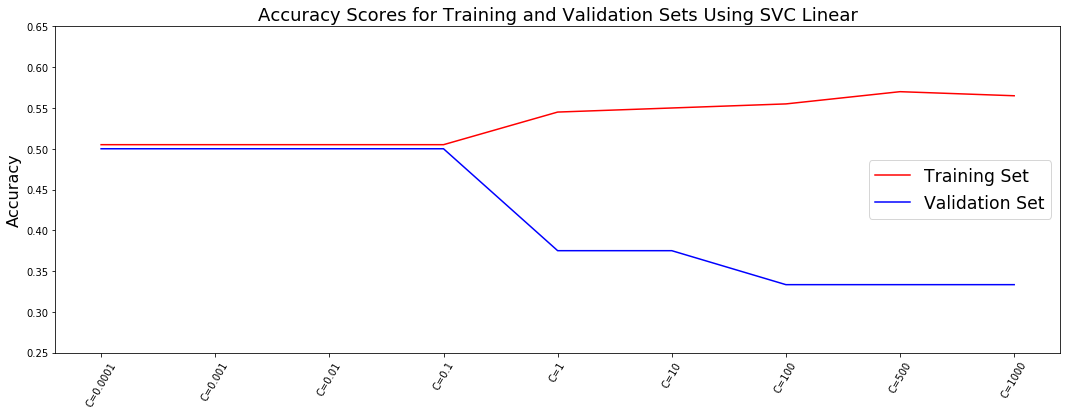 Accuracy Scores for Training and Validation Sets Using SVC Linear
0.65
0.60
0.55
0.50
0.45
0.40
0.35
0.30
0.25
Accuracy
Training Set
Validation Set
C=0.0001
C=0.001
C=0.01
C=0.1
C=1
C=10
C=100
C=500
C=1000